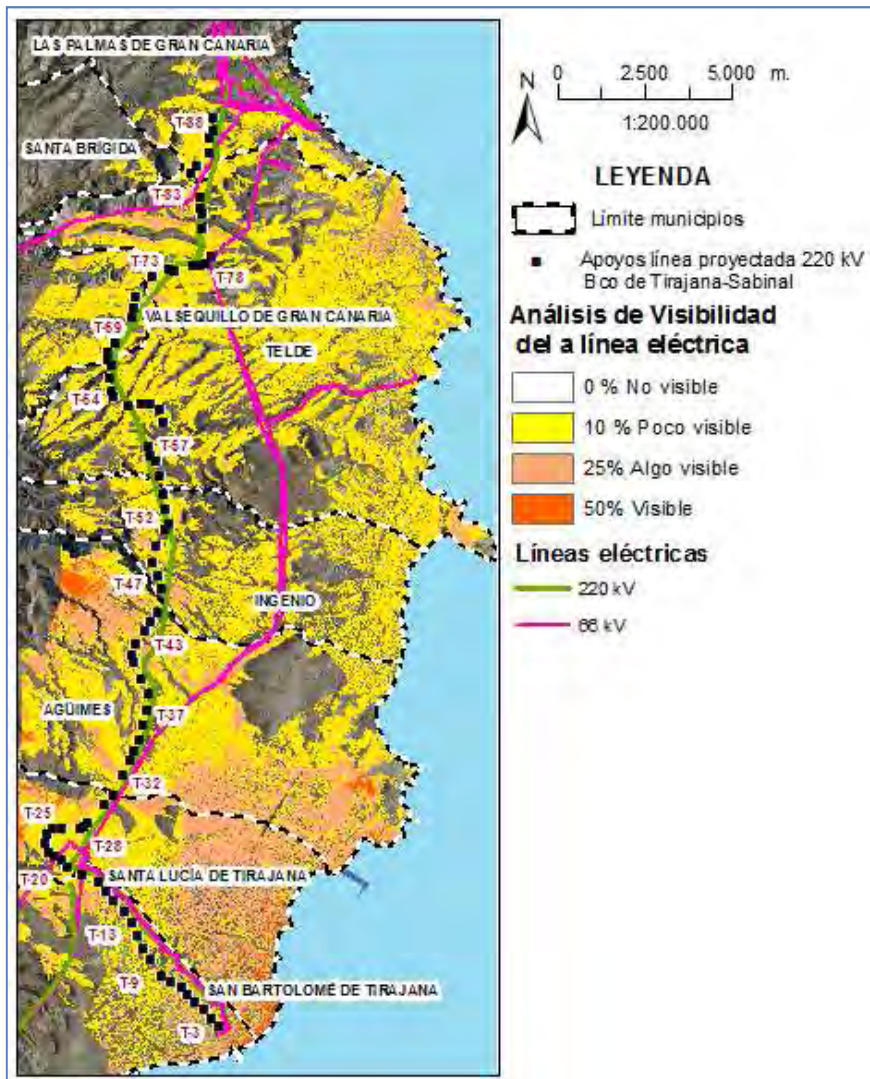 LAS PALMAS DE GRAN CANARIA
T-88
SANTA BRÍGIDA
T-83
T-73
T-78
T-69
VALSEQUILLO DE GRAN CANARIA
TELDE
T-64
T-57
T-52
T-47
INGENIO
T-43
AGÜIMES
T-37
T-32
T-25
T-28
T-20
SANTA LUCÍA DE TIRAJANA
T-13
T-9
SAN BARTOLOMÉ DE TIRAJANA
T-3
N
0 2.500 5.000 m.
1:200.000
LEYENDA
Límite municipios
Apoyos línea proyectada 220 kV
Bco de Tirajana-Sabinal
Análisis de Visibilidad
del a línea eléctrica
0 % No visible
10 % Poco visible
25% Algo visible
50% Visible
Líneas eléctricas
220 kV
66 kV